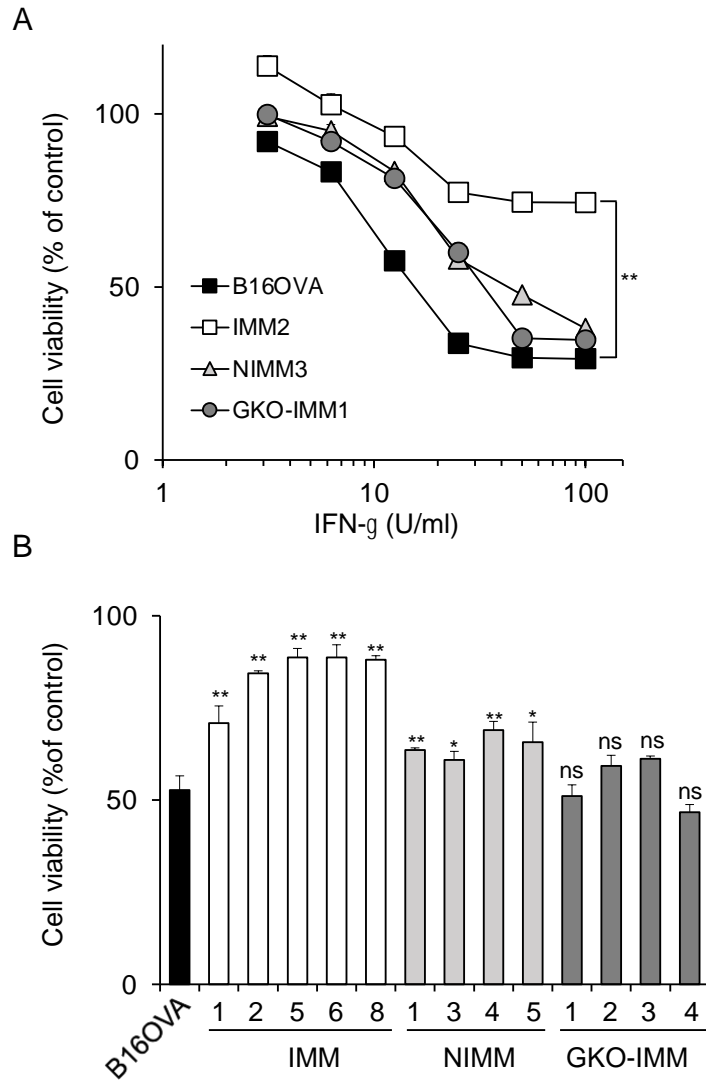 A
Cell viability (% of control)
100
50
0
B16OVA
IMM2
NIMM3
GKO-IMM1
**
1
10
100
IFN-g (U/ml)
B
Cell viability (%of control)
100
50
0
** ** ** ** ** ** * ** * ns ns ns ns
B16OVA
1 2 5 6 8 1 3 4 5 1 2 3 4
IMM NIMM GKO-IMM